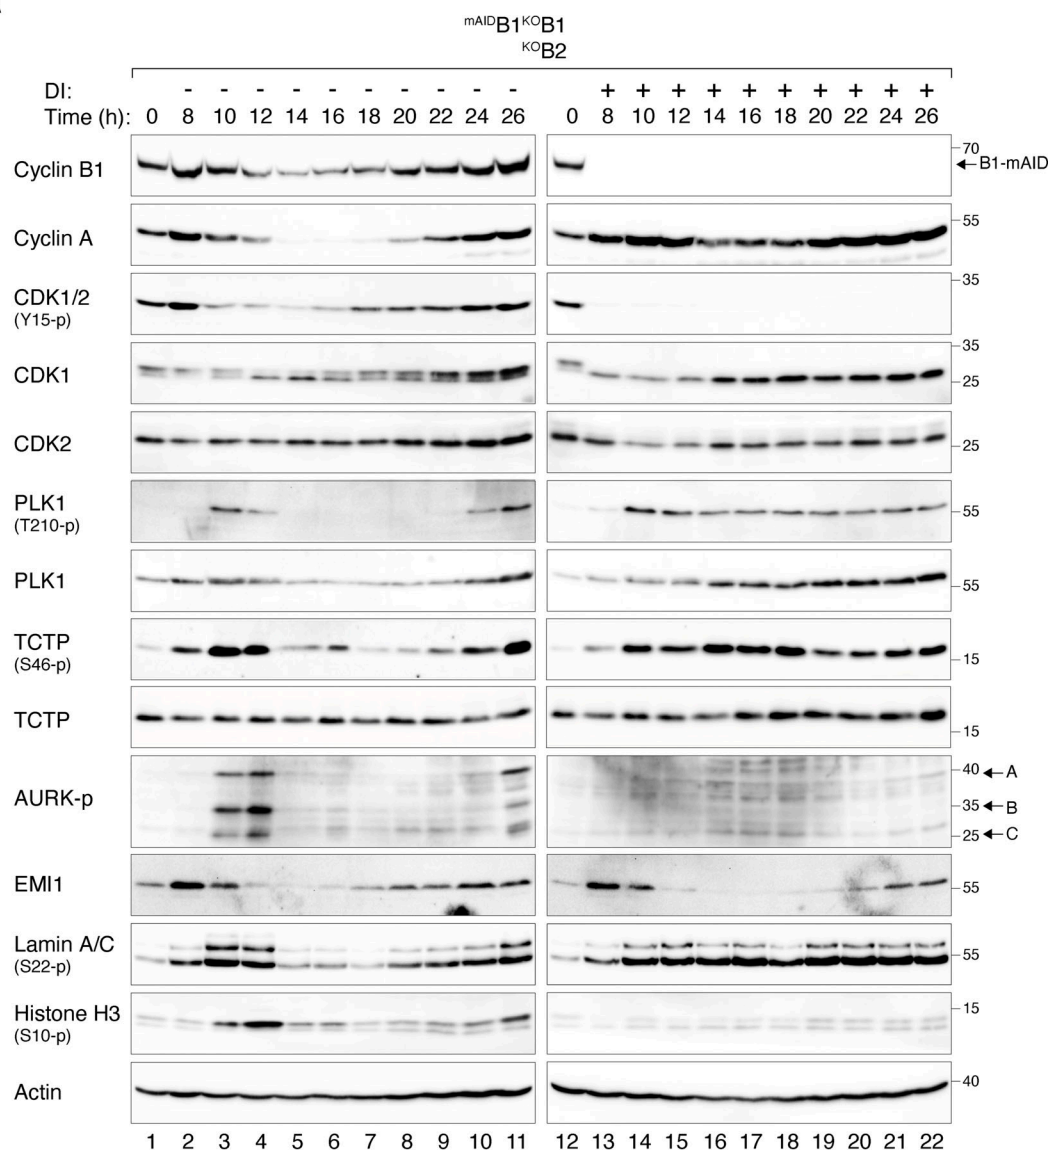 mAIDB1KOB1
KOB2
DI: - - - - - - - - - - + + + + + + + + + +
Time (h): 0 8 10 12 14 16 18 20 22 24 26 0 8 10 12 14 16 18 20 22 24 26
Cyclin B1 70 B1-mAID
Cyclin A 55
CDK1/2 35
(Y15-p)
CDK1 35 25
CDK2 25
PLK1 55
(T210-p)
PLK1 55
TCTP
(S46-p) 15
TCTP 15
AURK-p 40 A
35 B
25 C
EMI1 55
Lamin A/C 55
(S22-p)
Histone H3 15
(S10-p)
Actin 40
1 2 3 4 5 6 7 8 9 10 11 12 13 14 15 16 17 18 19 20 21 22